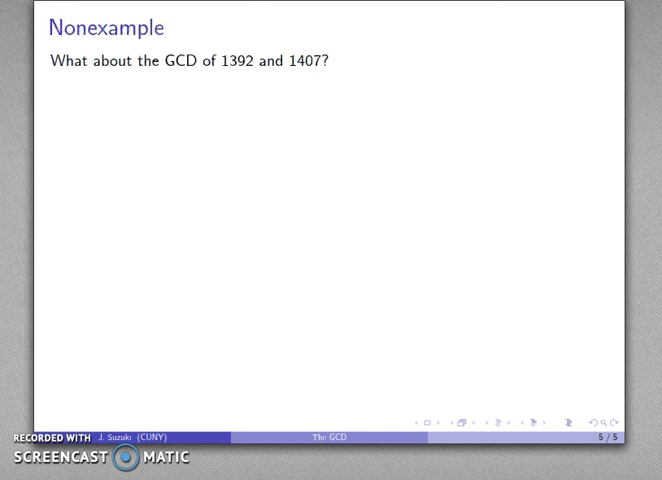 Nonexample
What about the GCD of 1392 and 1407?
RECORDED WITH J. Suzuki (CUNY) The GCD 5 / 5
SCREENCAST MATIC